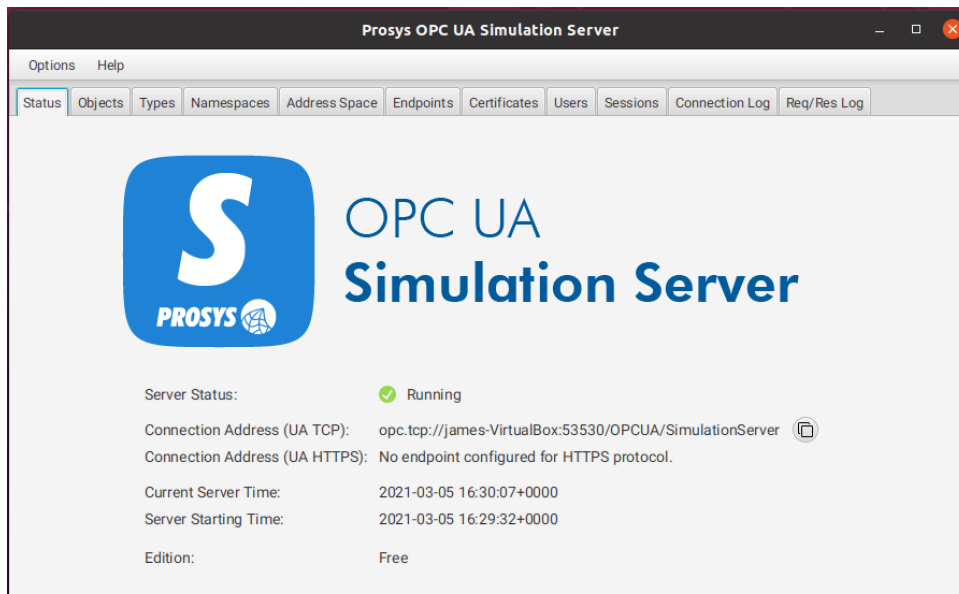 Prosys OPC UA Simulation Server
Options Help
Status Objects Types Namespaces Address Space Endpoints Certificates Users Sessions Connection Log Req/Res Log
S
PROSYS
OPC UA
Simulation Server
Server Status: Running
Connection Address (UA TCP): opc.tcp://james-VirtualBox:53530/OPCUA/SimulationServer
Connection Address (UA HTTPS): No endpoint configured for HTTPS protocol.
Current Server Time: 2021-03-05 16:30:07+0000
Server Starting Time: 2021-03-05 16:29:32+0000
Edition: Free